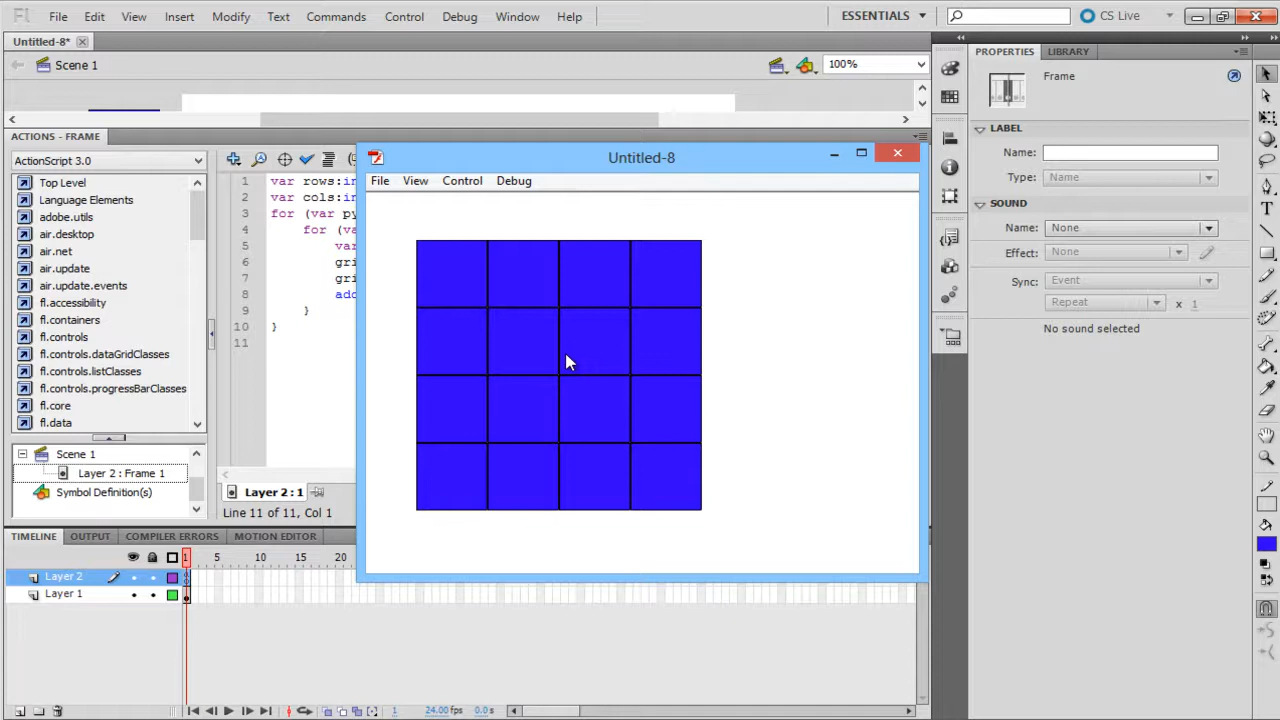 Fl File Edit View Insert Modify Text Commands Control Debug Window Help ESSENTIALS CS Live
Untitled-8*
Scene 1 100%
ACTIONS - FRAME
ActionScript 3.0
Top Level
Language Elements
adobe.utils
air.desktop
air.net
air.update
air.update.events
fl.accessibility
fl.containers
fl.controls
fl.controls.dataGridClasses
fl.controls.listClasses
fl.controls.progressBarClasses
fl.core
fl.data
Scene 1
Layer 2 : Frame 1
Symbol Definition(s)
1 var rows:in
2 var cols:in
3 for (var py
4 for (va
5 var
6 gri
7 gri
8 add
9 }
10 }
11
Layer 2 : 1
Line 11 of 11, Col 1
Untitled-8
File View Control Debug
TIMELINE OUTPUT COMPILER ERRORS MOTION EDITOR
1 5 10 15 20
Layer 2
Layer 1
1 24.00 fps 0.0 s
PROPERTIES LIBRARY
Frame
LABEL
Name:
Type: Name
SOUND
Name: None
Effect: None
Sync: Event
Repeat x 1
No sound selected
T